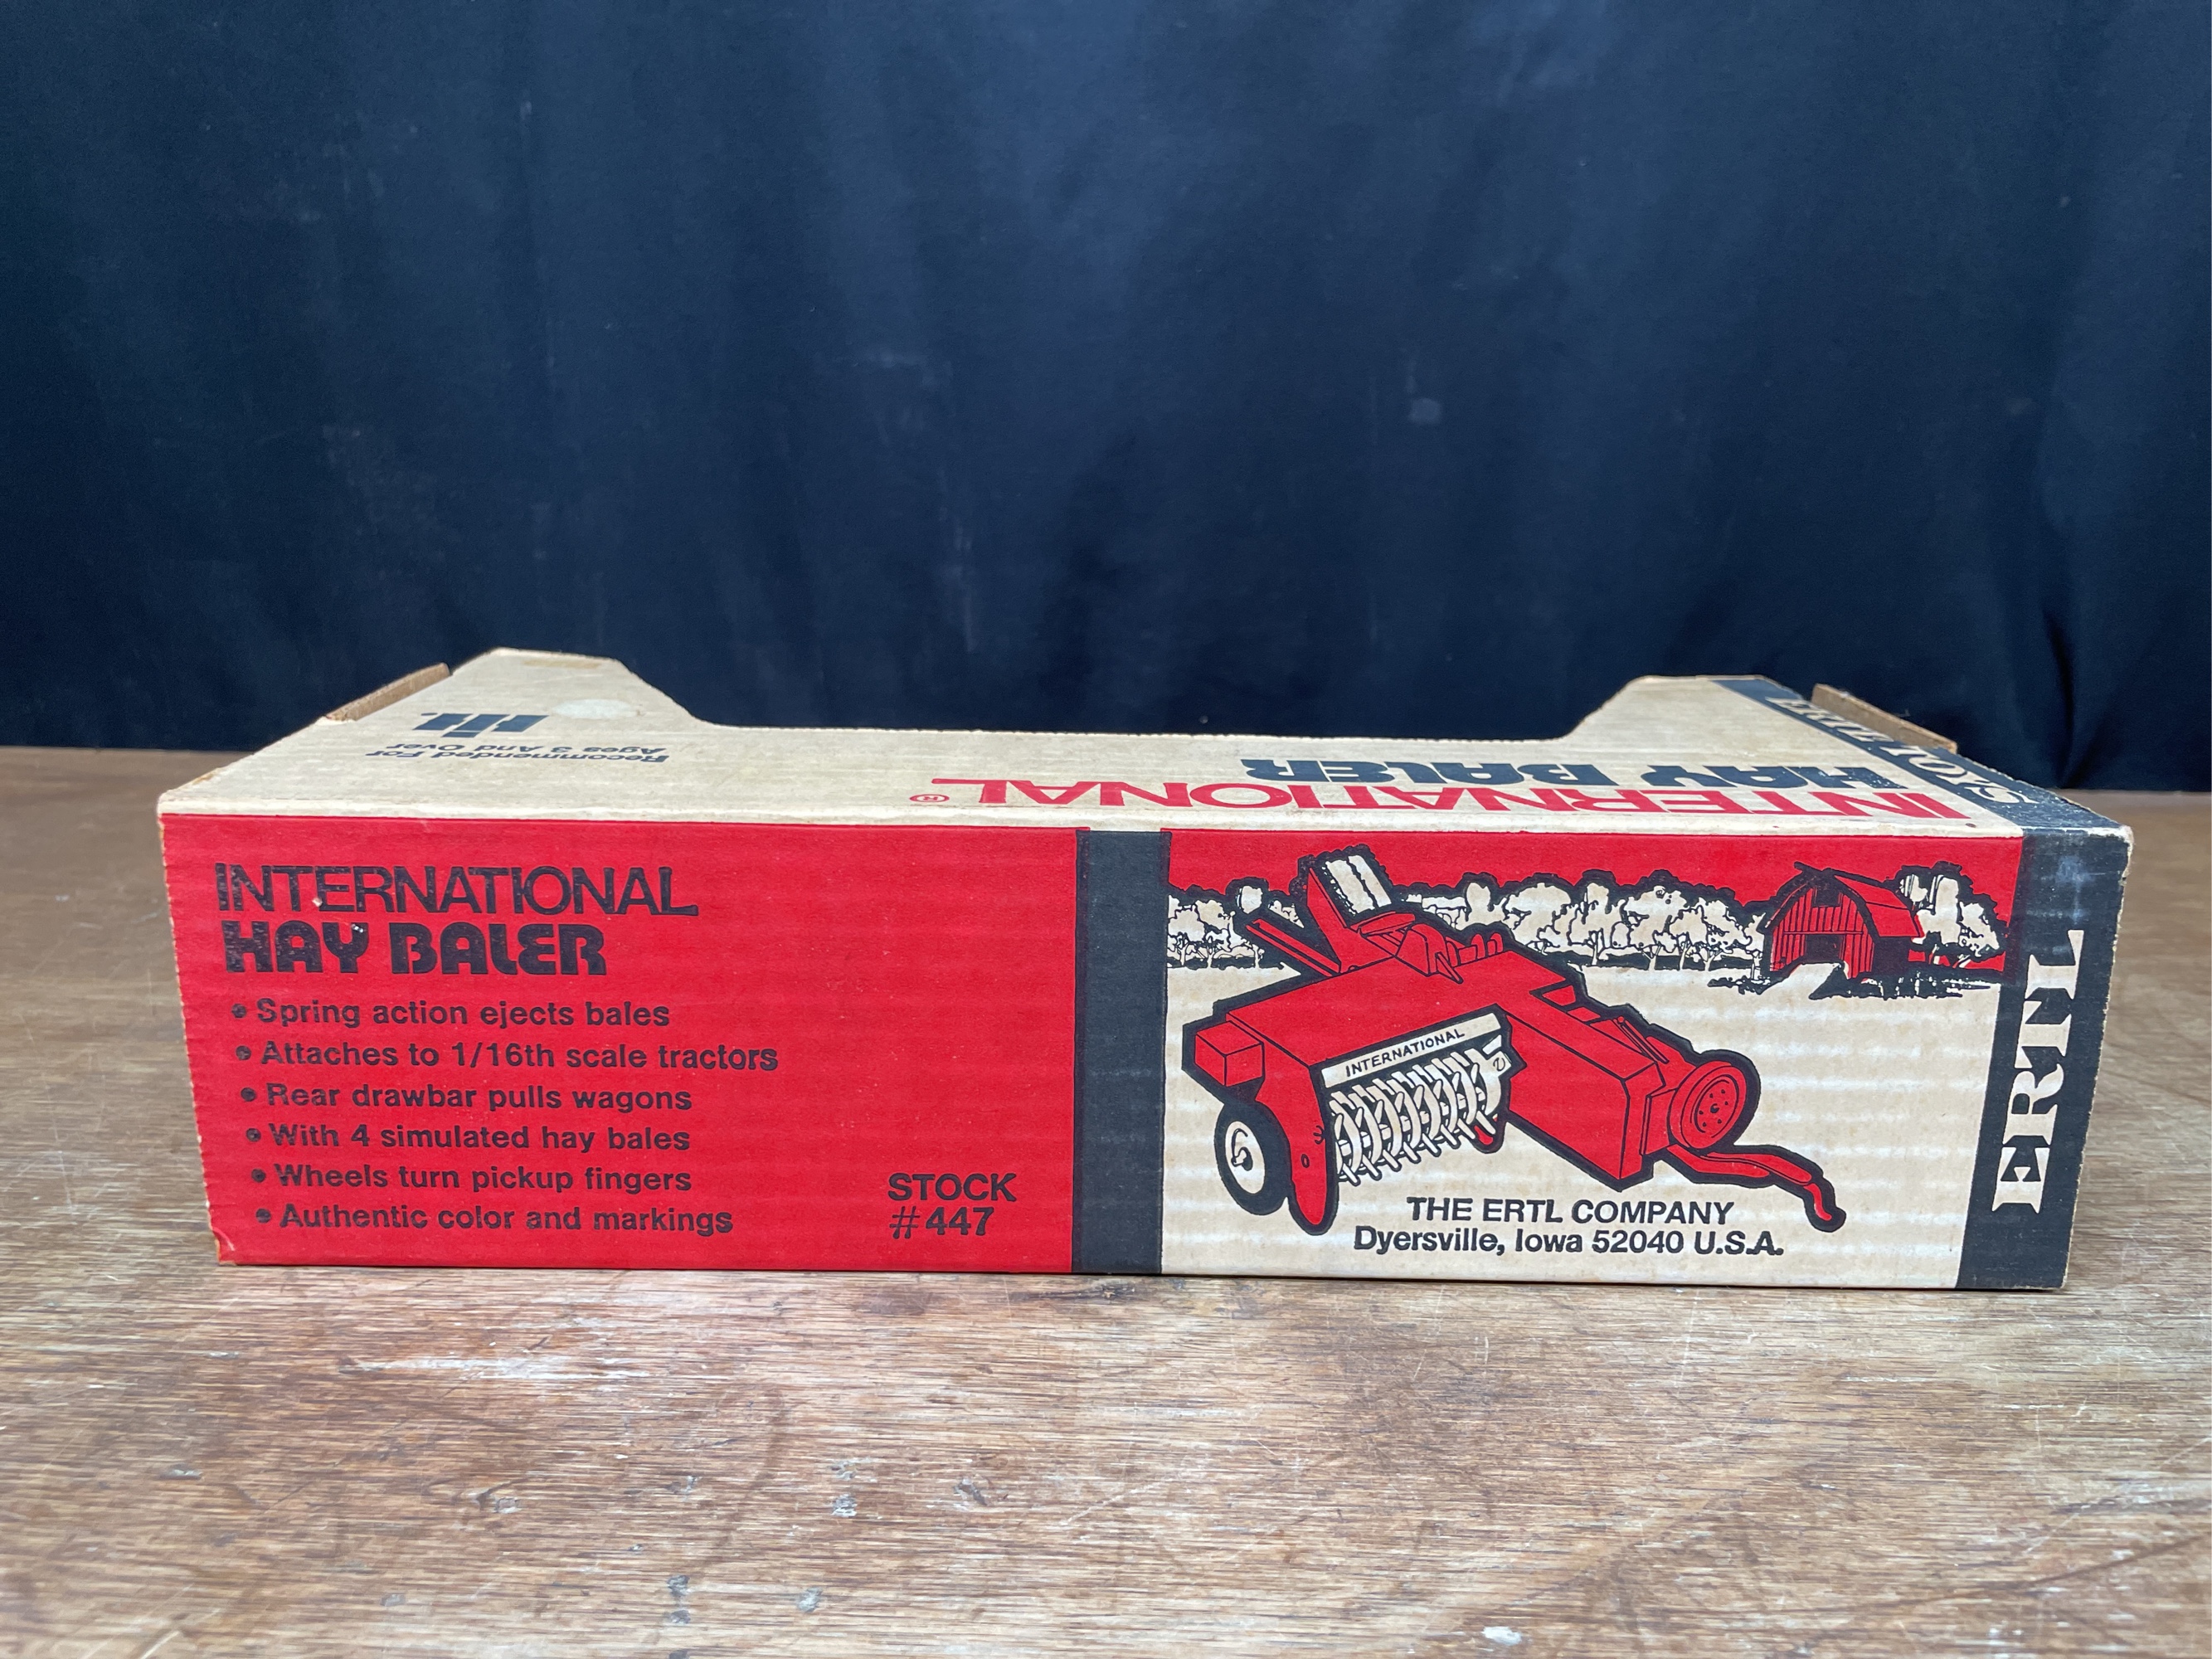 Recommended For
Ages 3 And Over
INTERNATIONAL®
HAY BALER
INTERNATIONAL
HAY BALER
• Spring action ejects bales
• Attaches to 1/16th scale tractors
• Rear drawbar pulls wagons
• With 4 simulated hay bales
• Wheels turn pickup fingers
• Authentic color and markings
STOCK
#447
INTERNATIONAL
THE ERTL COMPANY
Dyersville, Iowa 52040 U.S.A.
ERTL